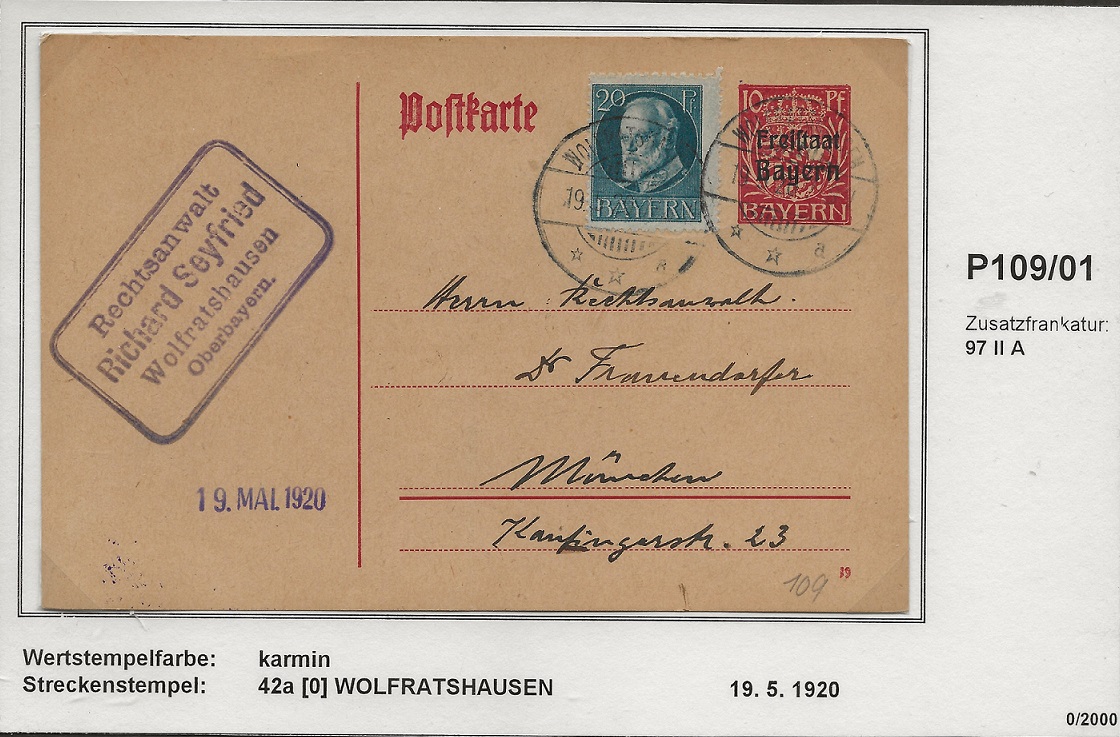 Postkarte
20 Pf
BAYERN
10 Pf
Freistaat
Bayern
BAYERN
19.
a
a
Rechtsanwalt
Richard Seyfried
Wolfratshausen
Oberbayern.
19. MAI. 1920
Herrn Rechtsanwalt.
Dr Frauendorfer
München
Kaufingerstr. 23
109
19
P109/01
Zusatzfrankatur:
97 II A
Wertstempelfarbe: karmin
Streckenstempel: 42a [0] WOLFRATSHAUSEN 19. 5. 1920
0/2000